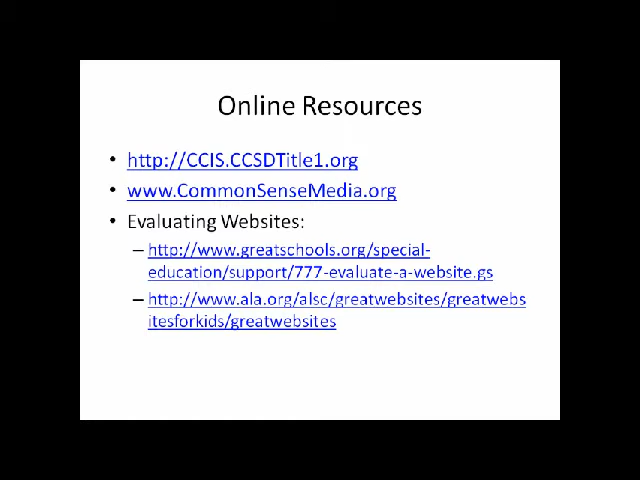 Online Resources
• http://CCIS.CCSDTitle1.org
• www.CommonSenseMedia.org
• Evaluating Websites:
– http://www.greatschools.org/special-
education/support/777-evaluate-a-website.gs
– http://www.ala.org/alsc/greatwebsites/greatwebs
itesforkids/greatwebsites